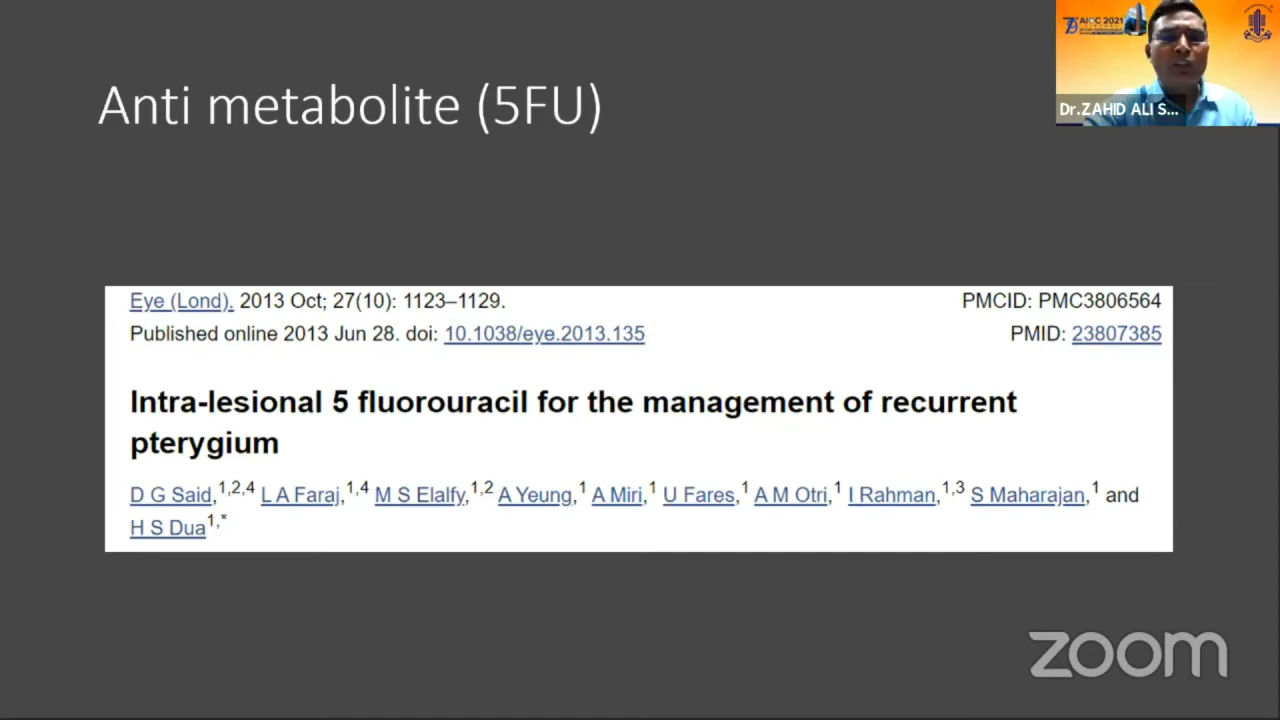 Anti metabolite (5FU)
AIOC 2021
Dr.ZAHID ALI S...
Eye (Lond). 2013 Oct; 27(10): 1123–1129.
PMCID: PMC3806564
Published online 2013 Jun 28. doi: 10.1038/eye.2013.135
PMID: 23807385
Intra-lesional 5 fluorouracil for the management of recurrent
pterygium
D G Said,1,2,4 L A Faraj,1,4 M S Elalfy,1,2 A Yeung,1 A Miri,1 U Fares,1 A M Otri,1 I Rahman,1,3 S Maharajan,1 and
H S Dua1,*
zoom